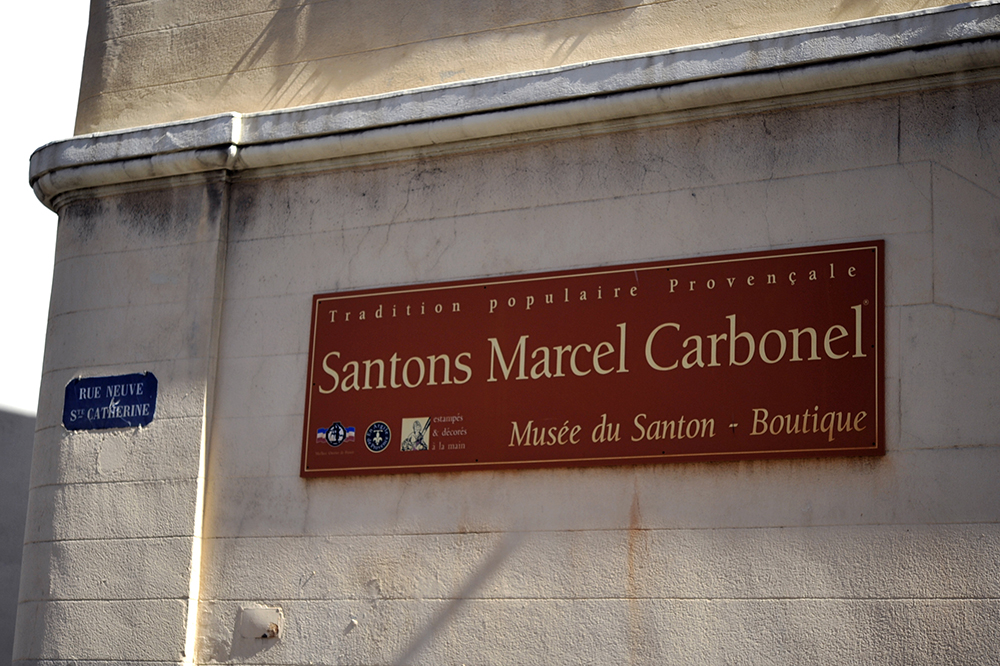 Tradition populaire Provençale
Santons Marcel Carbonel®
Musée du Santon - Boutique
estampés
& décorés
à la main
RUE NEUVE
STE CATHERINE